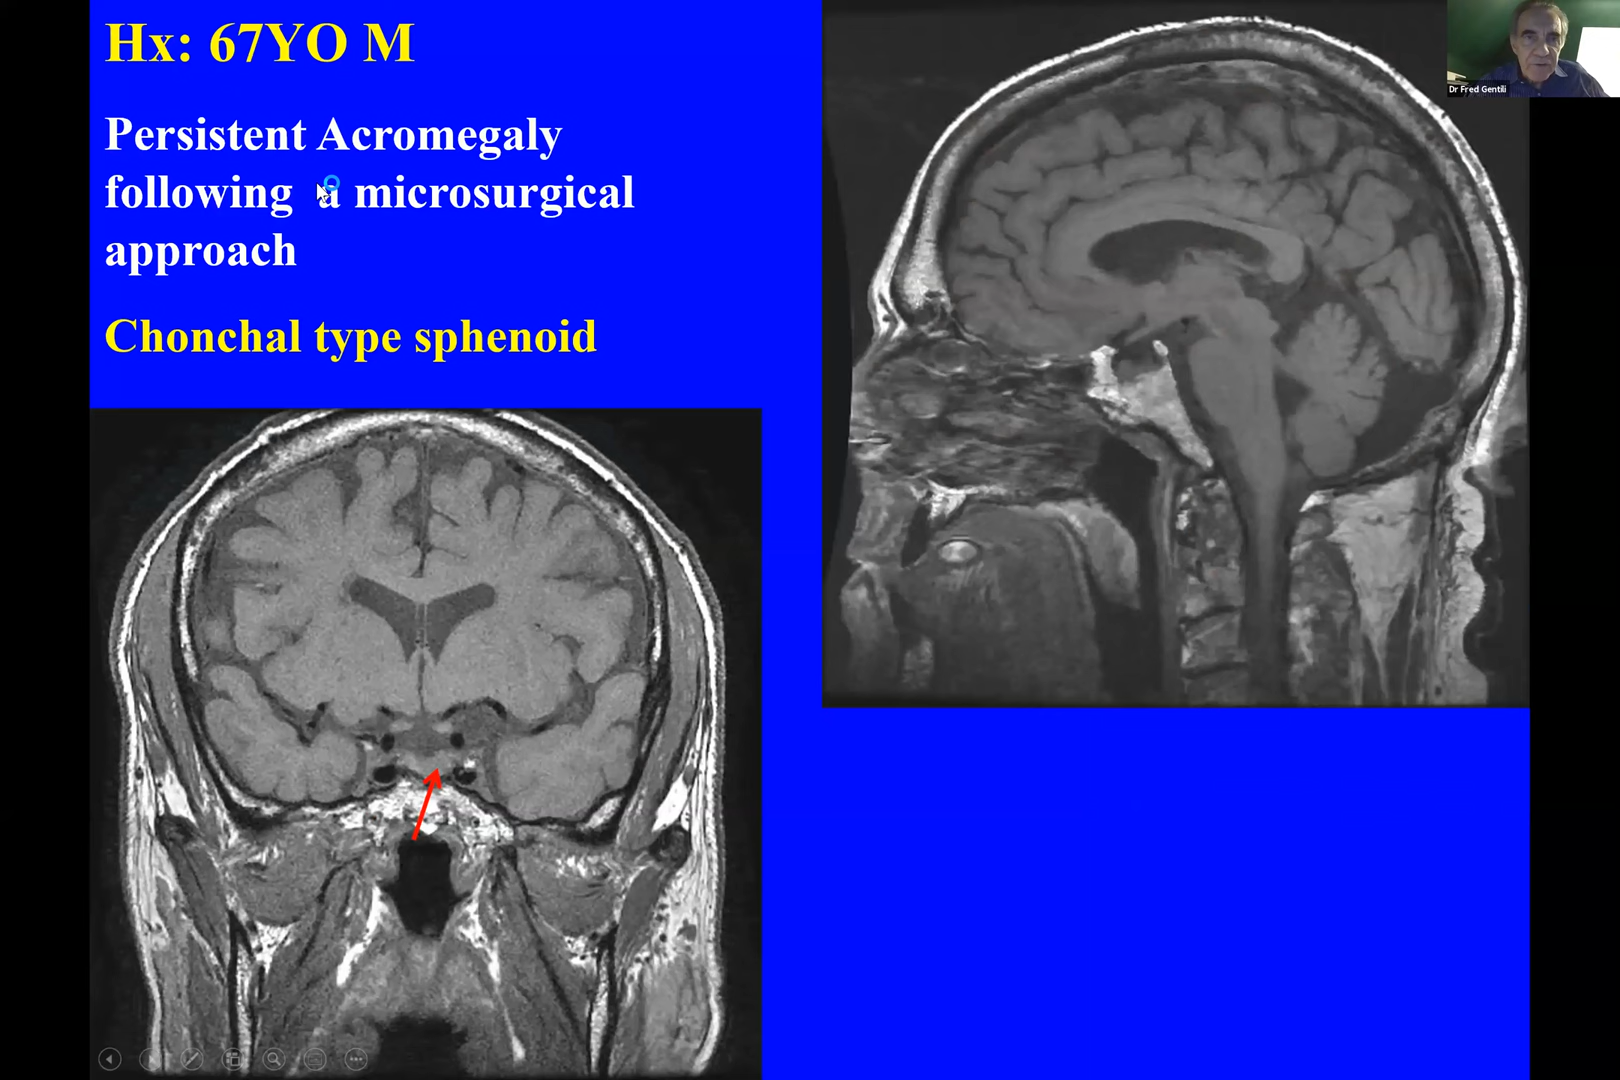 Hx: 67YO M
Persistent Acromegaly
following a microsurgical
approach
Chonchal type sphenoid
Dr Fred Gentili